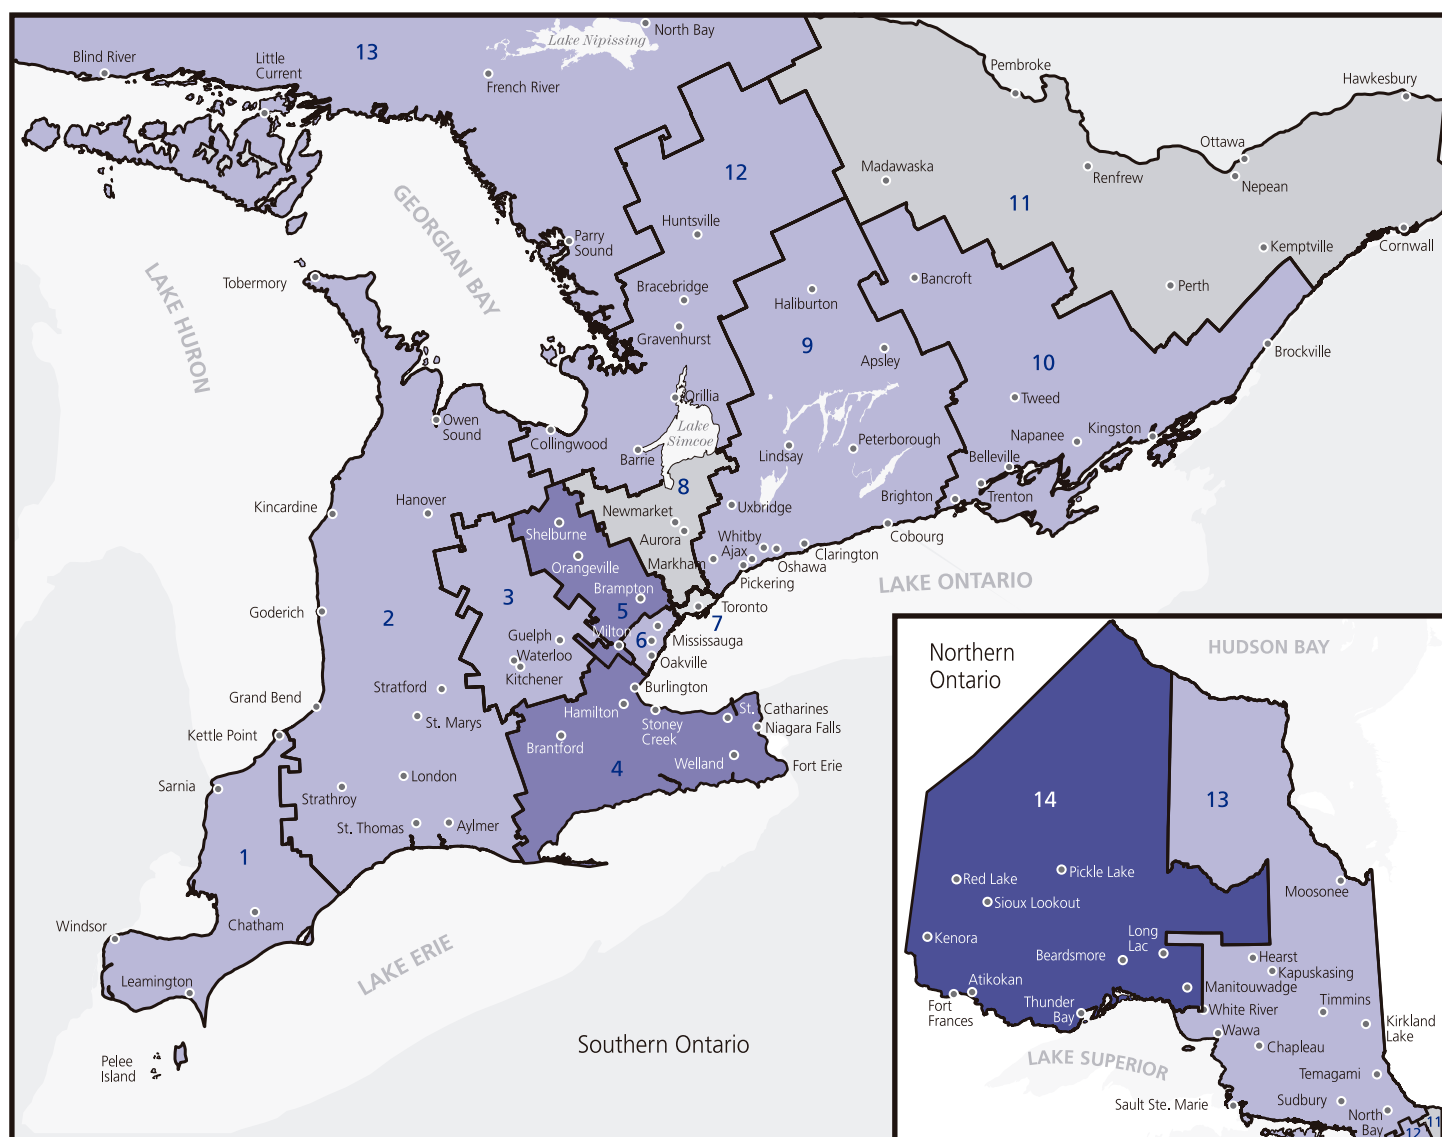 13
North Bay
Lake Nipissing
Blind River
Little
Current
French River
Pembroke
Hawkesbury
Ottawa
Nepean
Madawaska
Renfrew
12
11
GEORGIAN BAY
Huntsville
Parry
Sound
Kemptville
Cornwall
LAKE HURON
Tobermory
Bracebridge
Haliburton
Bancroft
Perth
Gravenhurst
9
Apsley
10
Brockville
Orillia
Tweed
Owen
Sound
Collingwood
Lake
Simcoe
Barrie
Lindsay
Peterborough
Napanee
Kingston
Belleville
8
Kincardine
Hanover
3
Newmarket
Uxbridge
Brighton
Trenton
Shelburne
Aurora
Whitby
Ajax
Cobourg
Clarington
Orangeville
Markham
Oshawa
Pickering
LAKE ONTARIO
Brampton
Goderich
2
5
Toronto
7
Guelph
Milton
6
Mississauga
Waterloo
Oakville
Kitchener
Stratford
Burlington
Grand Bend
St. Marys
Hamilton
Stoney
Creek
St. Catharines
Niagara Falls
Kettle Point
Brantford
Welland
Fort Erie
4
Sarnia
London
Strathroy
St. Thomas
Aylmer
1
Chatham
Windsor
Leamington
LAKE ERIE
Pelee
Island
Southern Ontario
Northern
Ontario
HUDSON BAY
14
13
Red Lake
Pickle Lake
Moosonee
Sioux Lookout
Kenora
Long
Lac
Beardsmore
Hearst
Kapuskasing
Atikokan
Manitouwadge
Fort
Frances
Thunder
Bay
White River
Timmins
Kirkland
Lake
Wawa
Chapleau
LAKE SUPERIOR
Temagami
Sault Ste. Marie
Sudbury
North
Bay
11
12